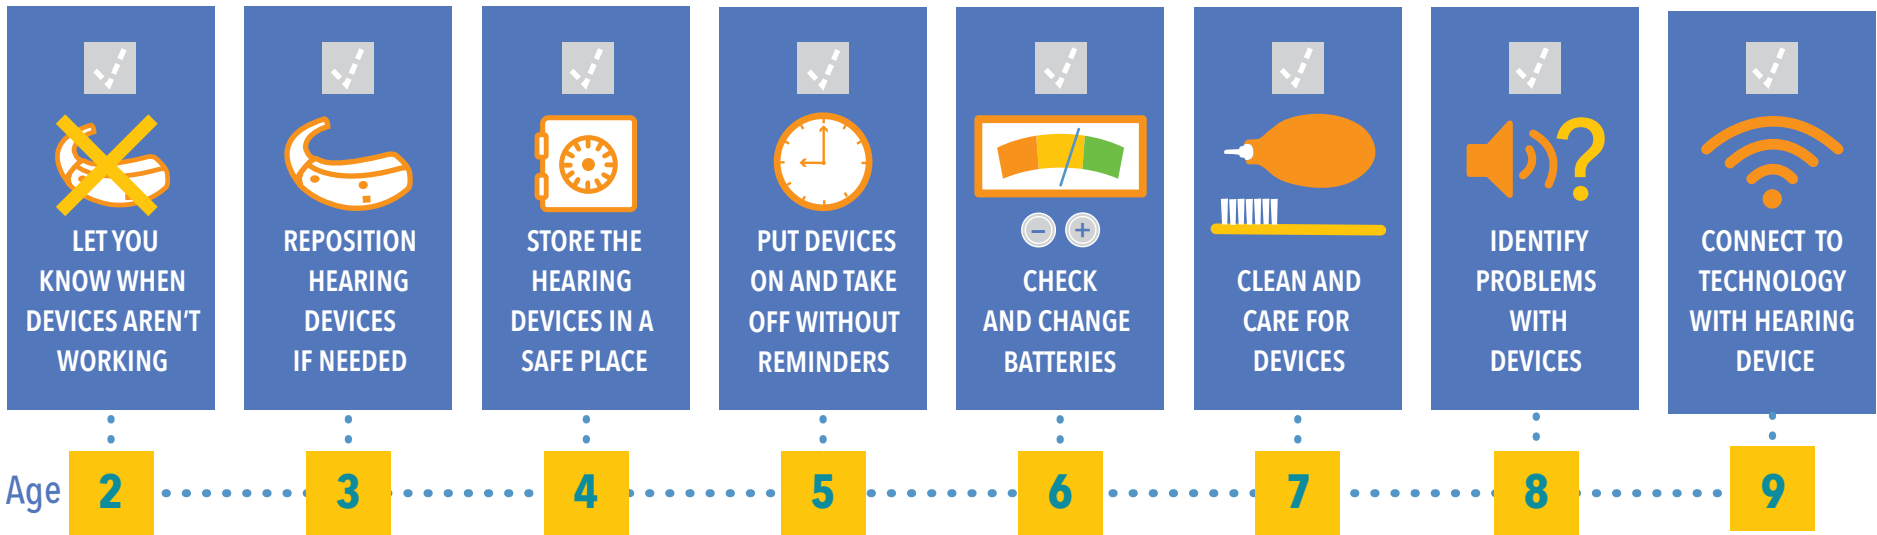 LET YOU
KNOW WHEN
DEVICES AREN'T
WORKING
REPOSITION
HEARING
DEVICES
IF NEEDED
STORE THE
HEARING
DEVICES IN A
SAFE PLACE
PUT DEVICES
ON AND TAKE
OFF WITHOUT
REMINDERS
– +
CHECK
AND CHANGE
BATTERIES
CLEAN AND
CARE FOR
DEVICES
?
IDENTIFY
PROBLEMS
WITH
DEVICES
CONNECT TO
TECHNOLOGY
WITH HEARING
DEVICE
Age 2 3 4 5 6 7 8 9